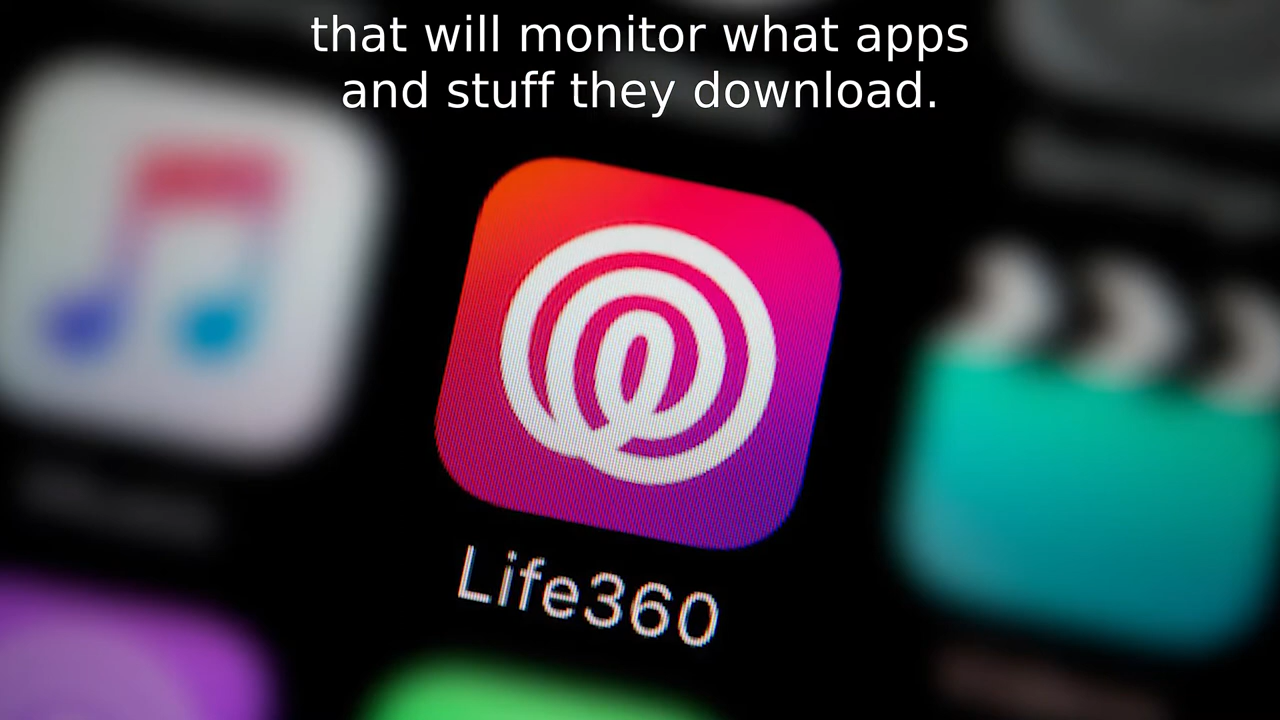 that will monitor what apps
and stuff they download.
Life360